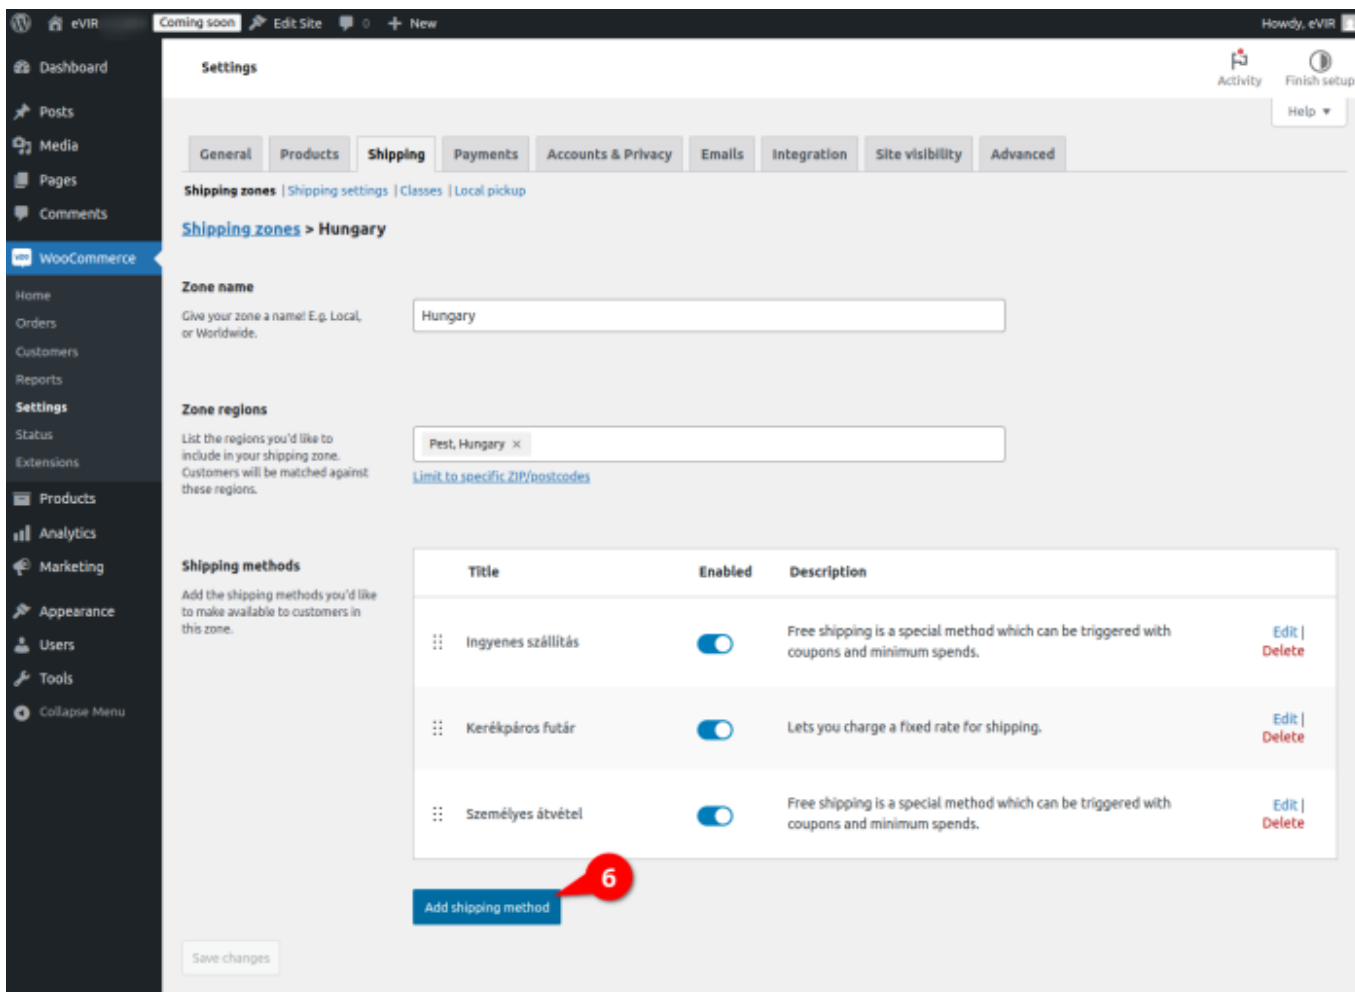 eVIR
Coming soon
Edit Site
0
New
Howdy, eVIR
Dashboard
Posts
Media
Pages
Comments
woo
WooCommerce
Home
Orders
Customers
Reports
Settings
Status
Extensions
Products
Analytics
Marketing
Appearance
Users
Tools
Collapse Menu
Settings
Activity
Finish setup
Help
General Products Shipping Payments Accounts & Privacy Emails Integration Site visibility Advanced
Shipping zones | Shipping settings | Classes | Local pickup
Shipping zones > Hungary
Zone name
Give your zone a name! E.g. Local,
or Worldwide.
Hungary
Zone regions
List the regions you'd like to
include in your shipping zone.
Customers will be matched against
these regions.
Pest, Hungary ×
Limit to specific ZIP/postcodes
Shipping methods
Add the shipping methods you'd like
to make available to customers in
this zone.
Title Enabled Description
Ingyenes szállítás
Free shipping is a special method which can be triggered with
coupons and minimum spends.
Edit |
Delete
Kerékpáros futár
Lets you charge a fixed rate for shipping.
Edit |
Delete
Személyes átvétel
Free shipping is a special method which can be triggered with
coupons and minimum spends.
Edit |
Delete
6
Add shipping method
Save changes